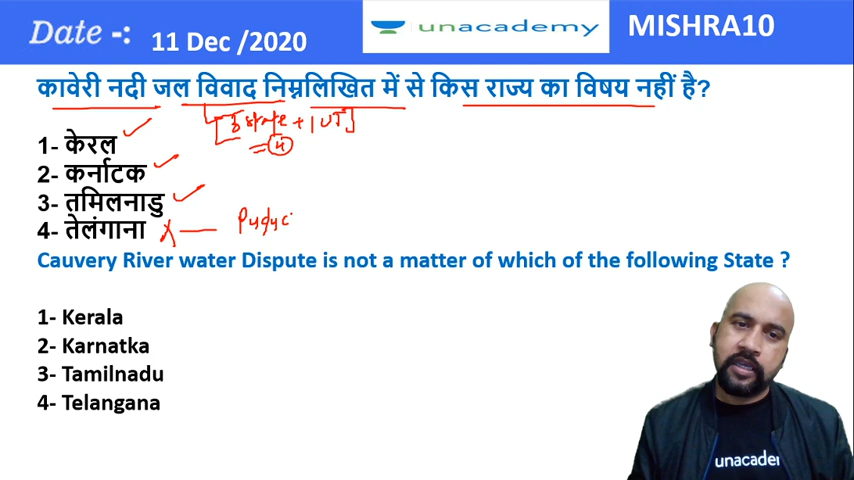 Date -: 11 Dec /2020 unacademy MISHRA10
कावेरी नदी जल विवाद निम्नलिखित में से किस राज्य का विषय नहीं है?
3 state + 1 UT
= 4
1- केरल
2- कर्नाटक
3- तमिलनाडु
4- तेलंगाना
Cauvery River water Dispute is not a matter of which of the following State ?
1- Kerala
2- Karnatka
3- Tamilnadu
4- Telangana
unacade